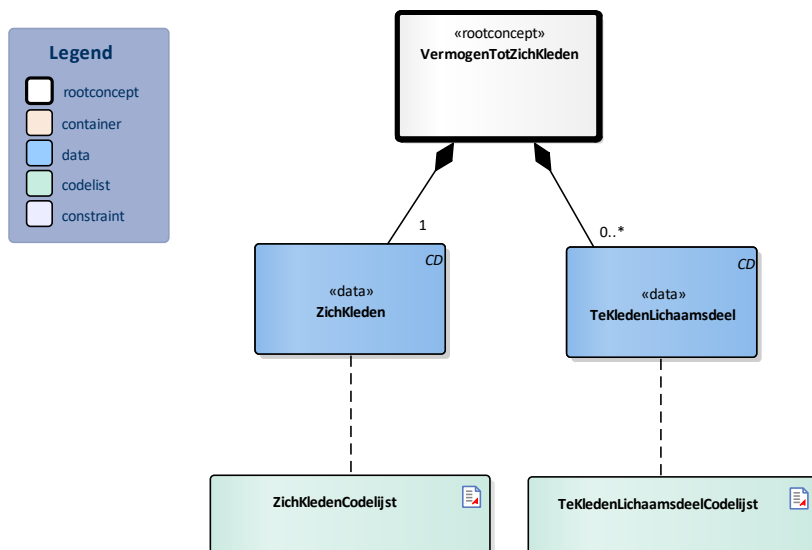 Legend
rootconcept
container
data
codelist
constraint
«rootconcept»
VermogenTotZichKleden
1
0..*
CD
«data»
ZichKleden
CD
«data»
TeKledenLichaamsdeel
ZichKledenCodelijst
TeKledenLichaamsdeelCodelijst